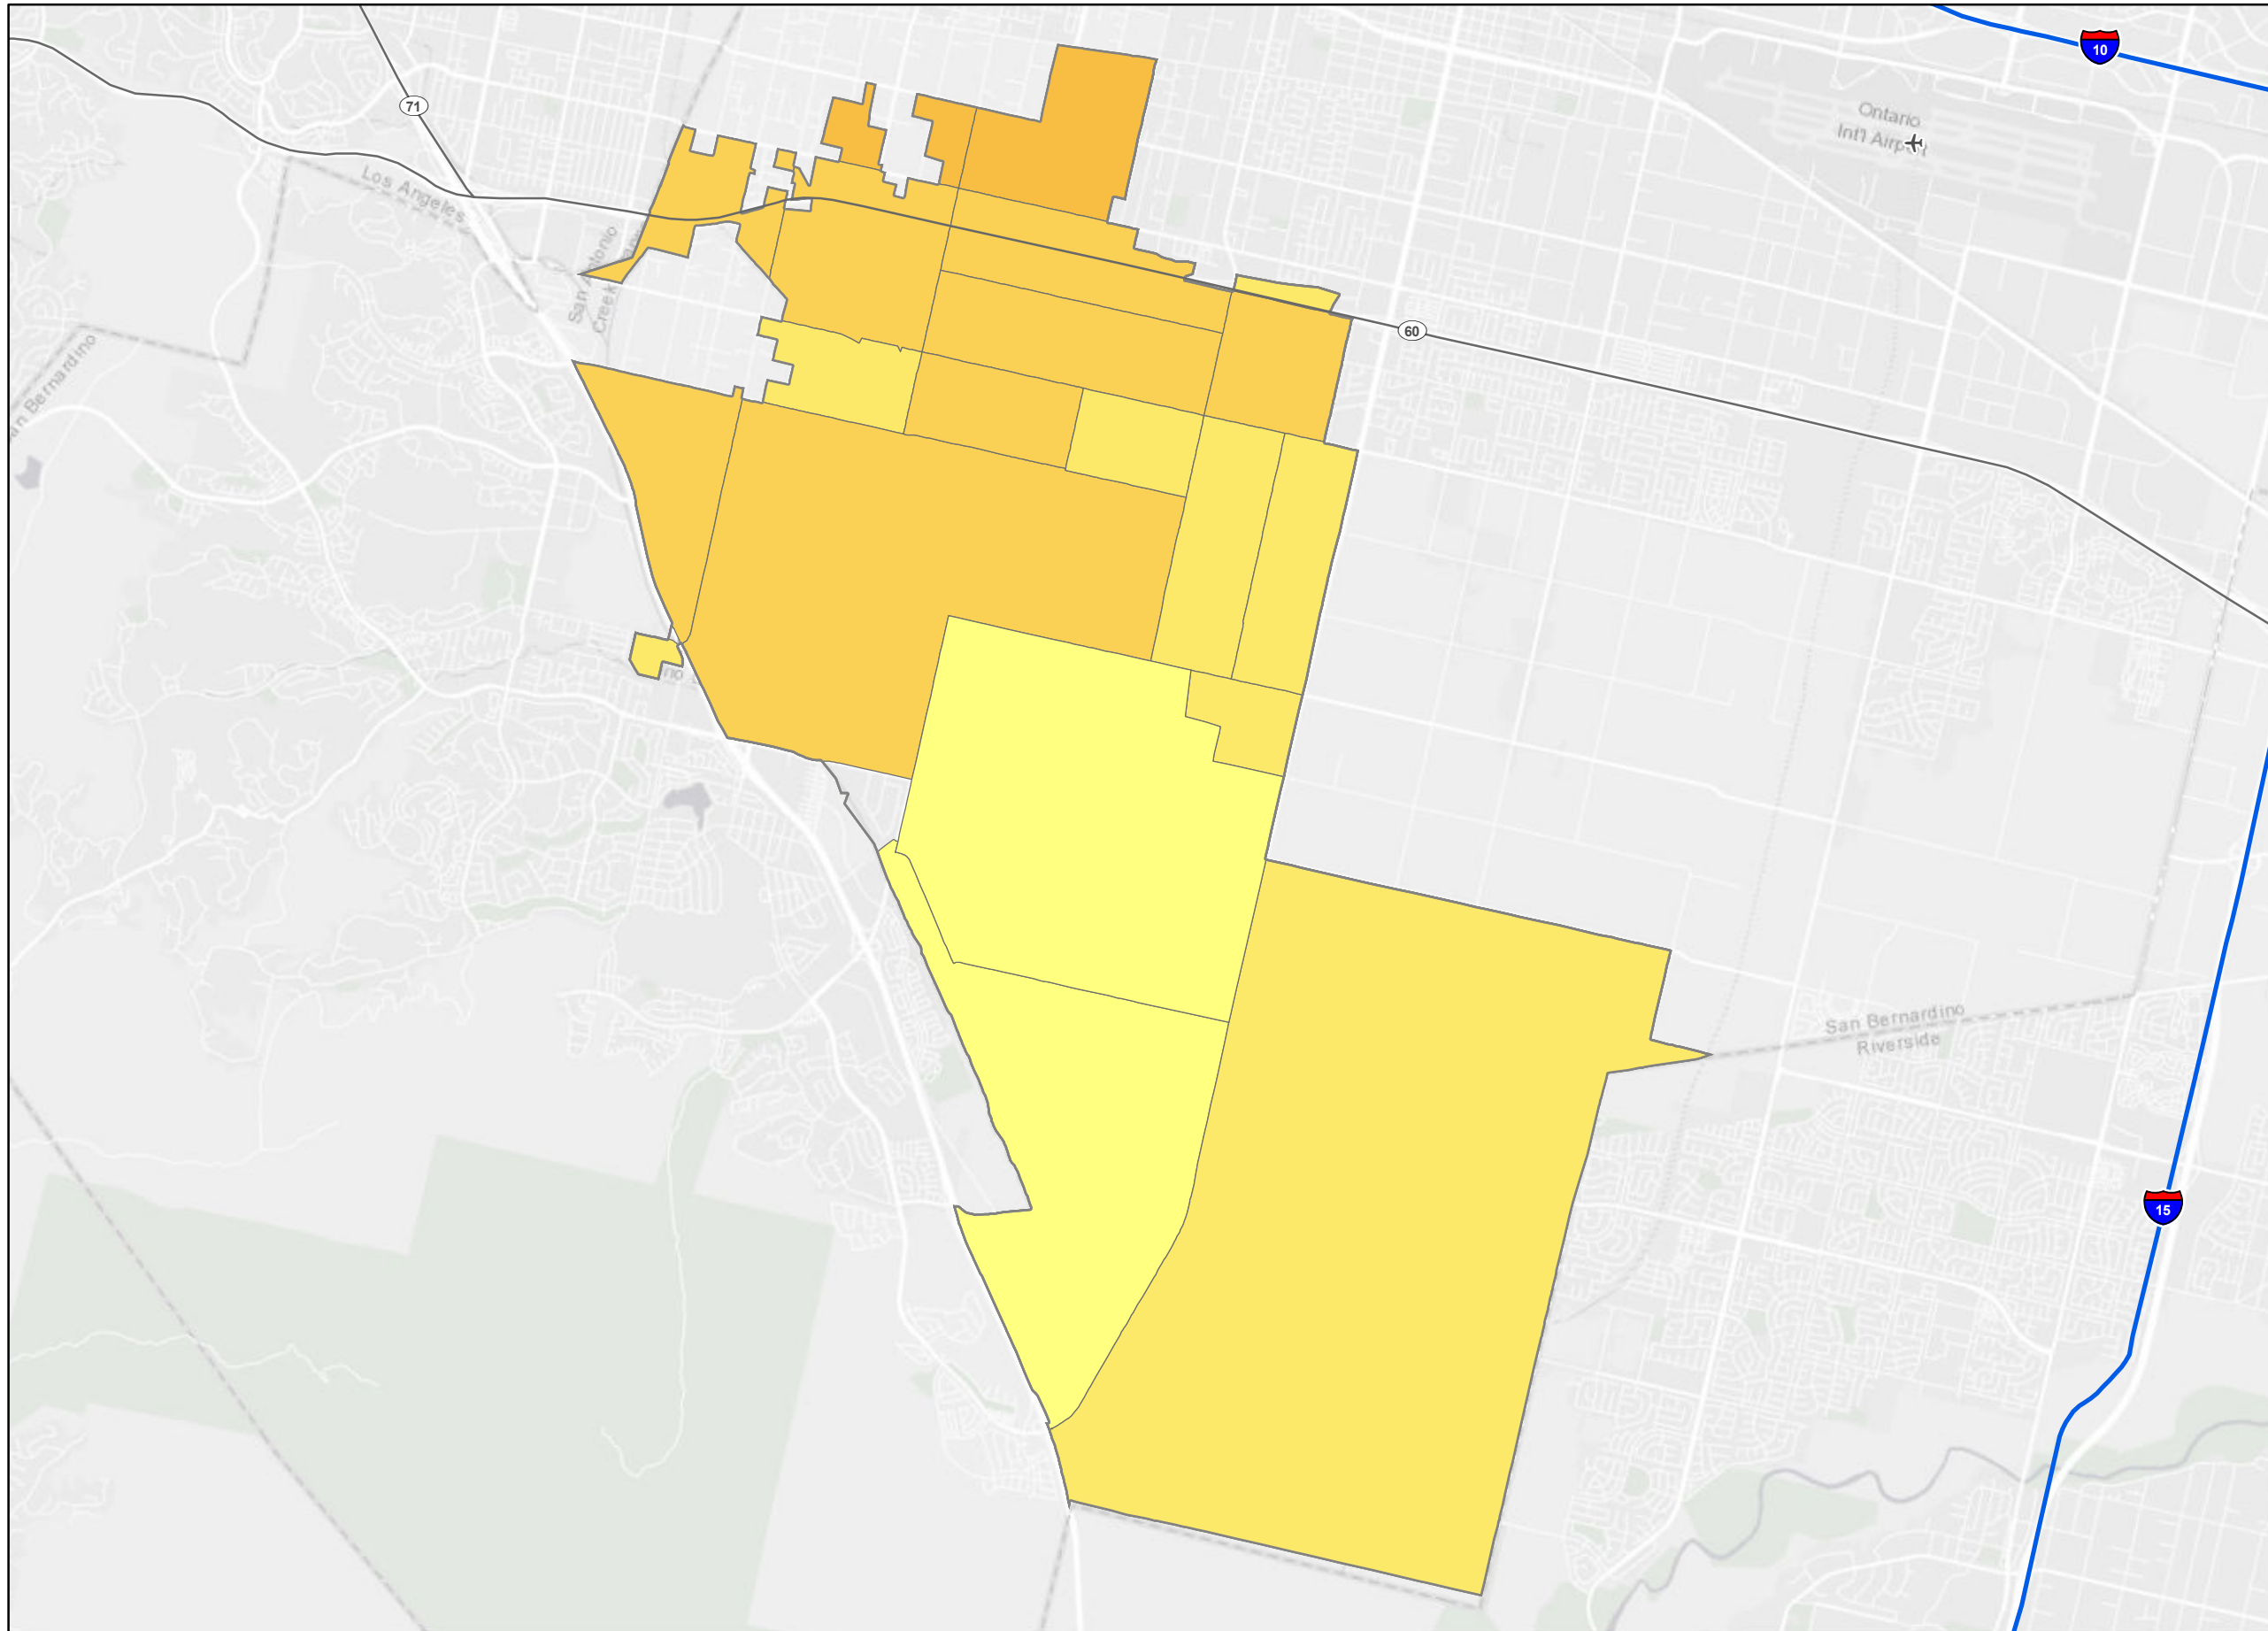 10
Ontario
Int'l Airport
71
Los Angeles
San Antonio
Creek
60
San Bernardino
San Bernardino
Riverside
15